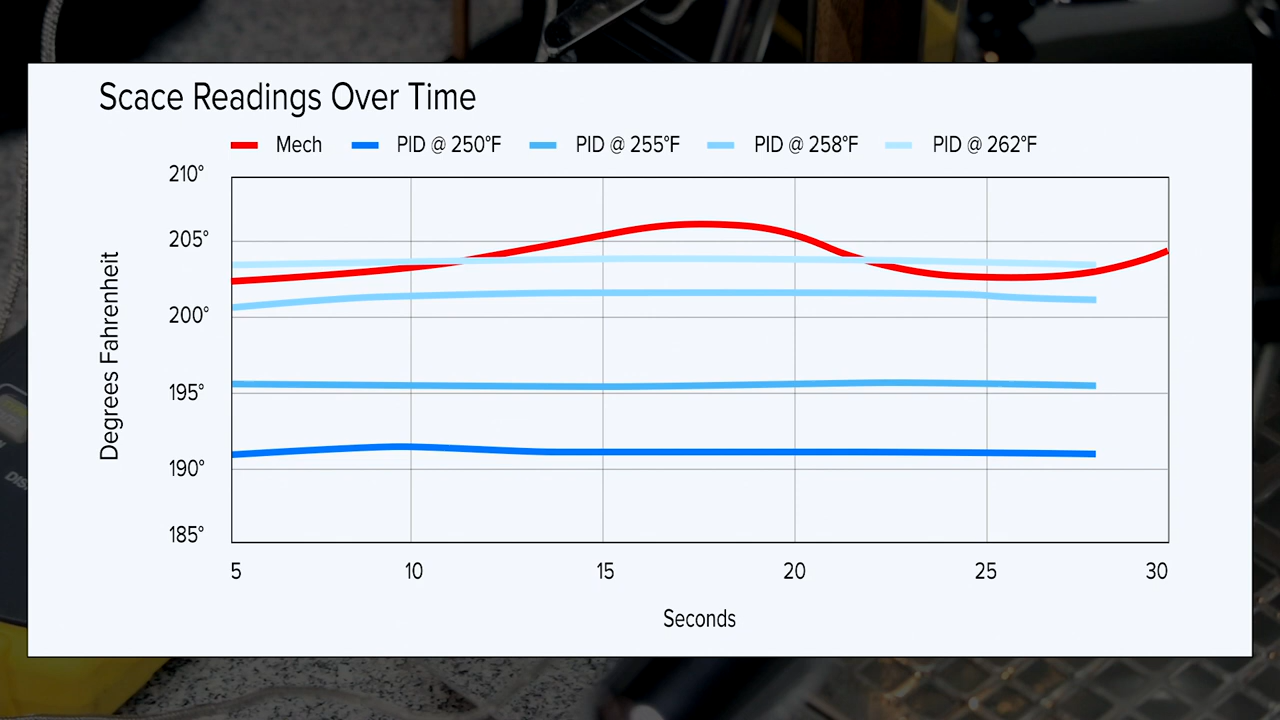 Scace Readings Over Time
Mech PID @ 250°F PID @ 255°F PID @ 258°F PID @ 262°F
210°
205°
200°
195°
190°
185°
Degrees Fahrenheit
5 10 15 20 25 30
Seconds